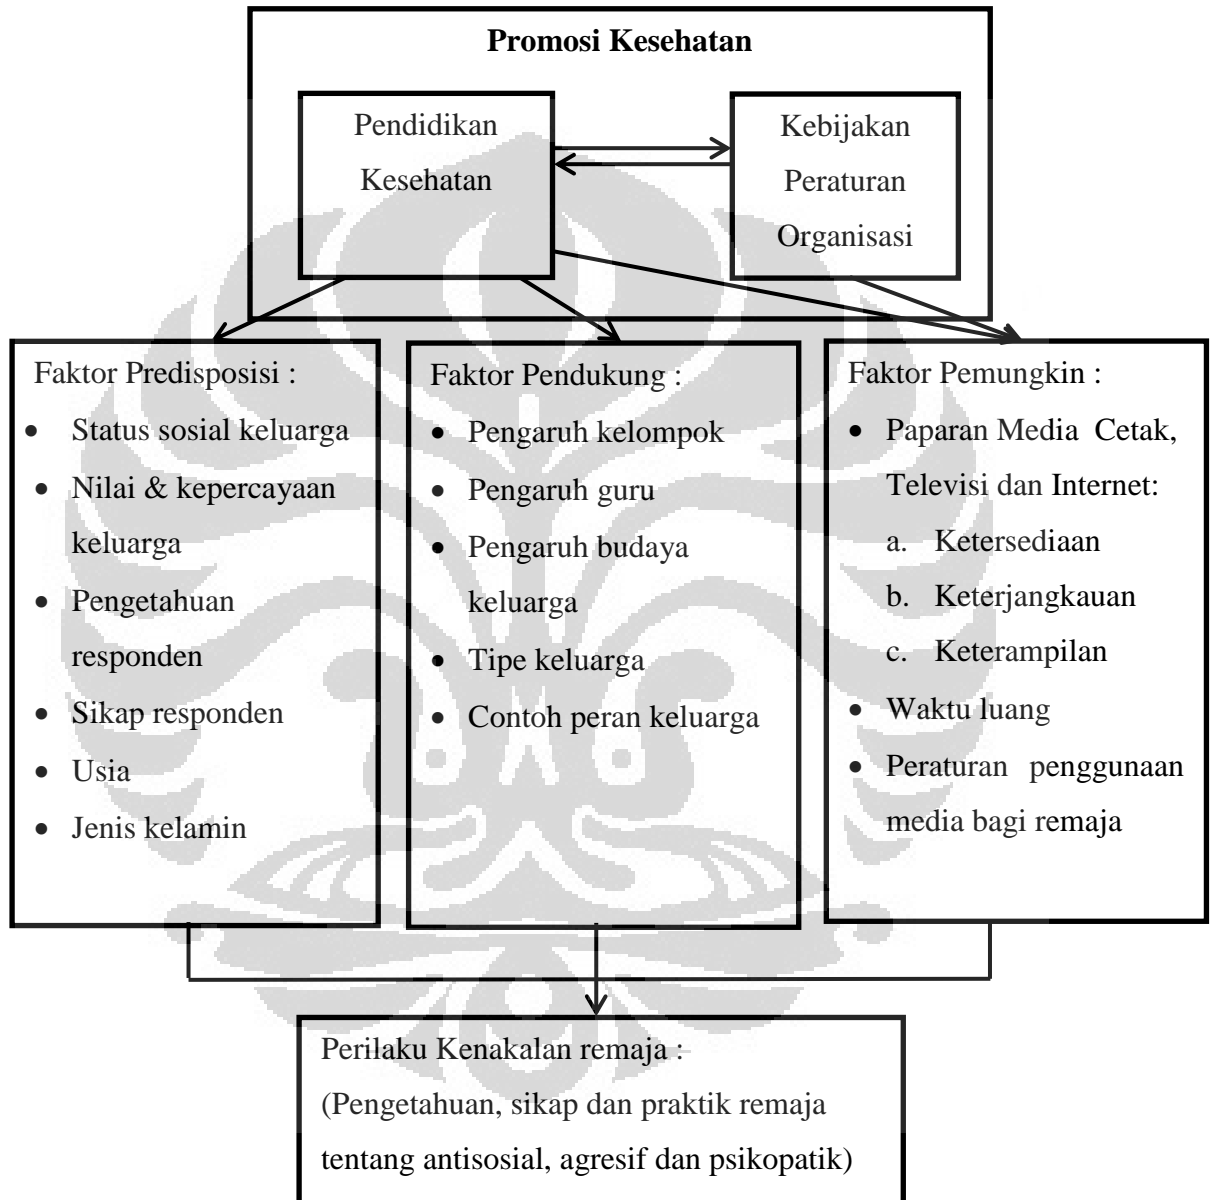 Promosi Kesehatan
Pendidikan
Kesehatan
Kebijakan
Peraturan
Organisasi
Faktor Predisposisi :
• Status sosial keluarga
• Nilai & kepercayaan
keluarga
• Pengetahuan
responden
• Sikap responden
• Usia
• Jenis kelamin
Faktor Pendukung :
• Pengaruh kelompok
• Pengaruh guru
• Pengaruh budaya
keluarga
• Tipe keluarga
• Contoh peran keluarga
Faktor Pemungkin :
• Paparan Media Cetak,
Televisi dan Internet:
a. Ketersediaan
b. Keterjangkauan
c. Keterampilan
• Waktu luang
• Peraturan penggunaan
media bagi remaja
Perilaku Kenakalan remaja :
(Pengetahuan, sikap dan praktik remaja
tentang antisosial, agresif dan psikopatik)